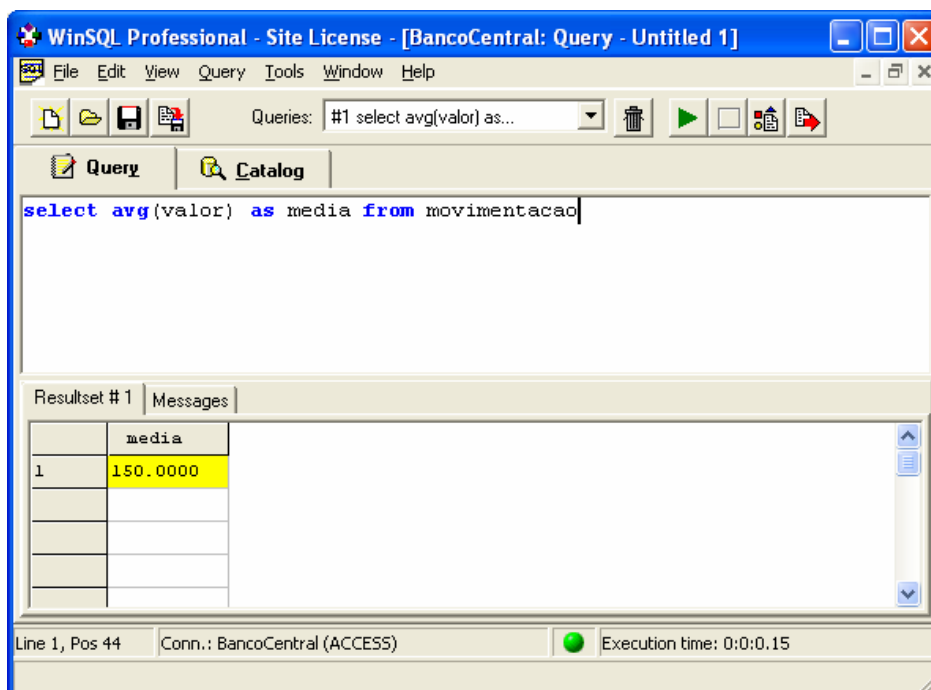 WinSQL Professional - Site License - [BancoCentral: Query - Untitled 1]
File Edit View Query Tools Window Help
Queries: #1 select avg(valor) as...
Query Catalog
select avg(valor) as media from movimentacao
Resultset # 1 Messages
media
1 150.0000
Line 1, Pos 44 Conn.: BancoCentral (ACCESS) Execution time: 0:0:0.15